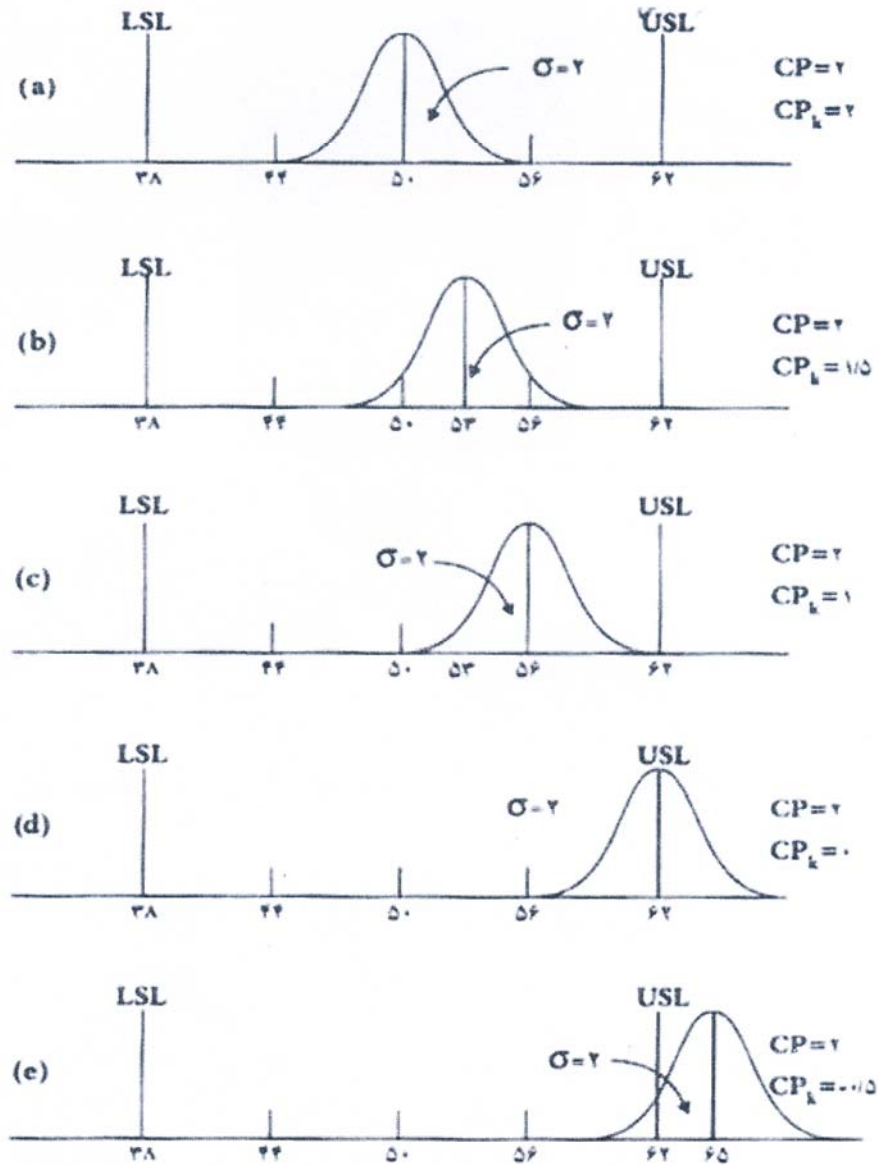 LSL USL
(a) σ=۲ CP=۲
CPk=۲
۳۸ ۴۴ ۵۰ ۵۶ ۶۲
LSL USL
(b) σ=۲ CP=۲
CPk=۱/۵
۳۸ ۴۴ ۵۰ ۵۳ ۵۶ ۶۲
LSL USL
(c) σ=۲ CP=۲
CPk=۱
۳۸ ۴۴ ۵۰ ۵۳ ۵۶ ۶۲
LSL USL
(d) σ=۲ CP=۲
CPk=۰
۳۸ ۴۴ ۵۰ ۵۶ ۶۲
LSL USL
(e) σ=۲ CP=۲
CPk=-۰/۵
۳۸ ۴۴ ۵۰ ۵۶ ۶۲ ۶۵